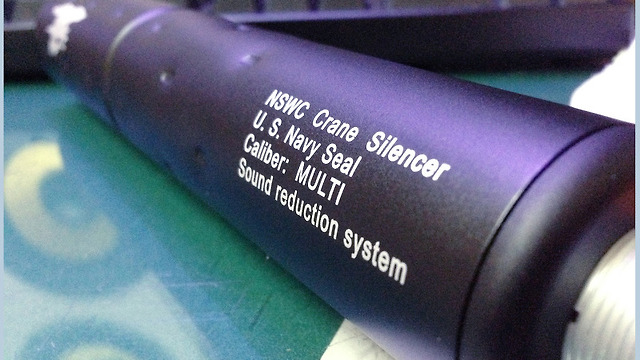 NSWC Crane Silencer
U. S. Navy Seal
Caliber: MULTI
Sound reduction system